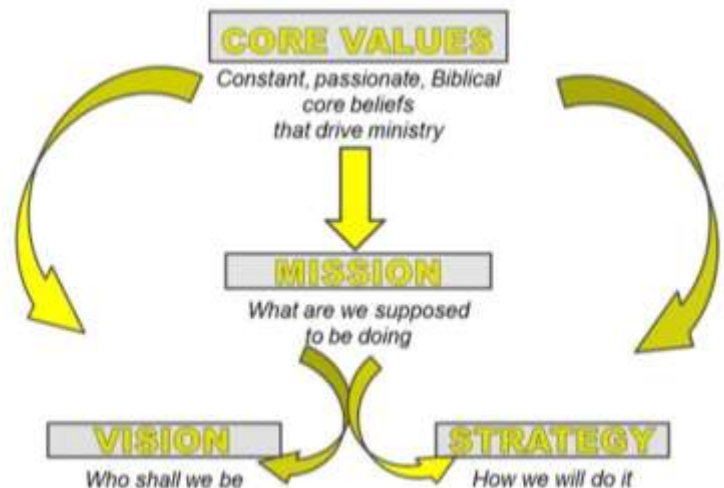 CORE VALUES
Constant, passionate, Biblical
core beliefs
that drive ministry
MISSION
What are we supposed
to be doing
VISION
Who shall we be
STRATEGY
How we will do it